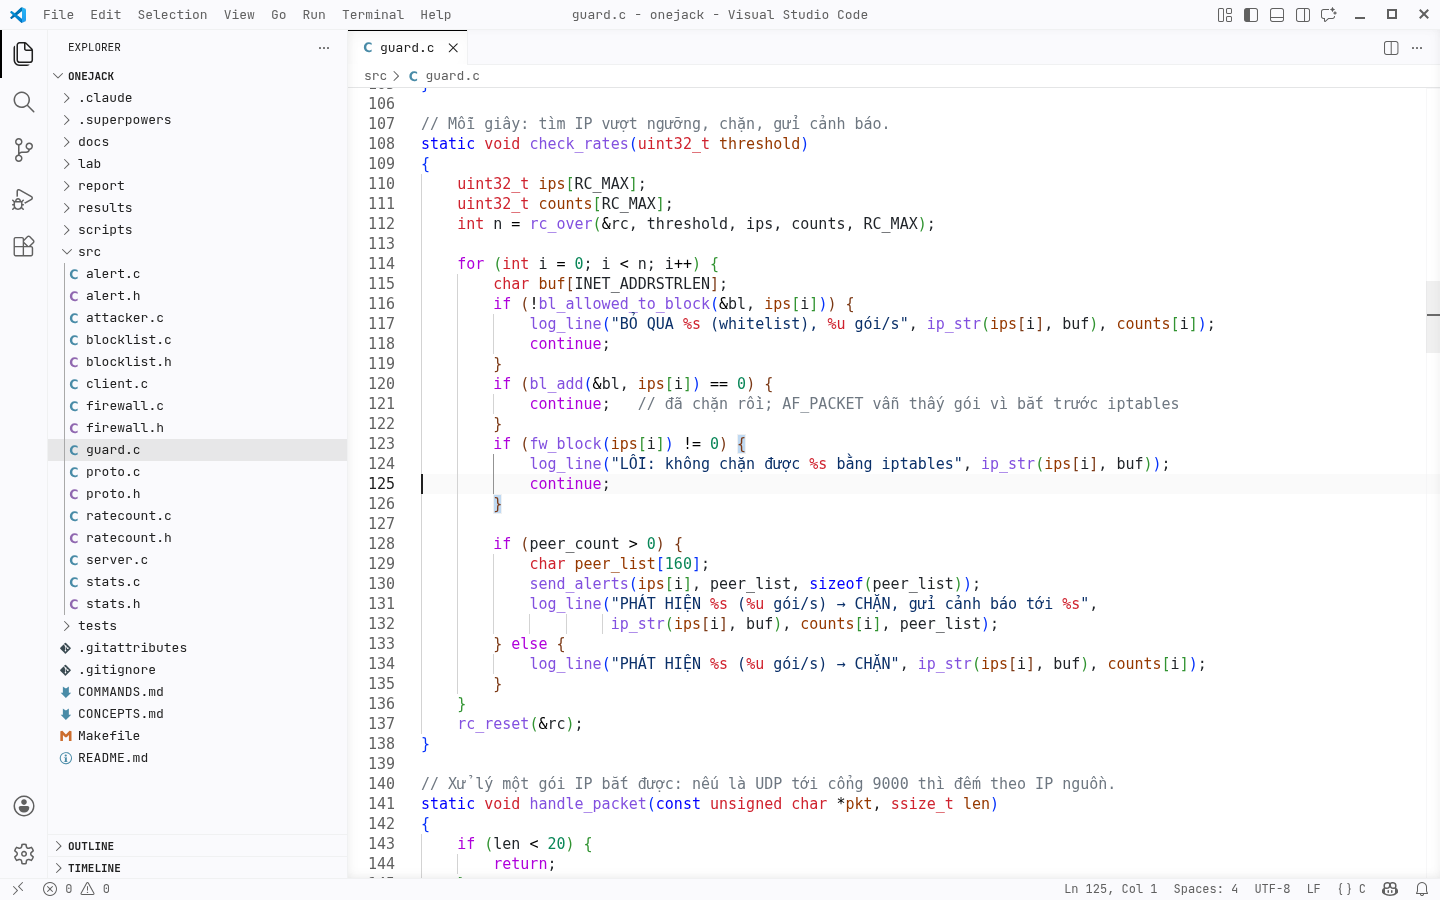 File Edit Selection View Go Run Terminal Help
guard.c - onejack - Visual Studio Code
EXPLORER
ONEJACK
.claude
.superpowers
docs
lab
report
results
scripts
src
alert.c
alert.h
attacker.c
blocklist.c
blocklist.h
client.c
firewall.c
firewall.h
guard.c
proto.c
proto.h
ratecount.c
ratecount.h
server.c
stats.c
stats.h
tests
.gitattributes
.gitignore
COMMANDS.md
CONCEPTS.md
Makefile
README.md
OUTLINE
TIMELINE
guard.c
src > guard.c
106
107 // Mỗi giây: tìm IP vượt ngưỡng, chặn, gửi cảnh báo.
108 static void check_rates(uint32_t threshold)
109 {
110 uint32_t ips[RC_MAX];
111 uint32_t counts[RC_MAX];
112 int n = rc_over(&rc, threshold, ips, counts, RC_MAX);
113
114 for (int i = 0; i < n; i++) {
115 char buf[INET_ADDRSTRLEN];
116 if (!bl_allowed_to_block(&bl, ips[i])) {
117 log_line("BỎ QUA %s (whitelist), %u gói/s", ip_str(ips[i], buf), counts[i]);
118 continue;
119 }
120 if (bl_add(&bl, ips[i]) == 0) {
121 continue; // đã chặn rồi; AF_PACKET vẫn thấy gói vì bắt trước iptables
122 }
123 if (fw_block(ips[i]) != 0) {
124 log_line("LỖI: không chặn được %s bằng iptables", ip_str(ips[i], buf));
125 continue;
126 }
127
128 if (peer_count > 0) {
129 char peer_list[160];
130 send_alerts(ips[i], peer_list, sizeof(peer_list));
131 log_line("PHÁT HIỆN %s (%u gói/s) → CHẶN, gửi cảnh báo tới %s",
132 ip_str(ips[i], buf), counts[i], peer_list);
133 } else {
134 log_line("PHÁT HIỆN %s (%u gói/s) → CHẶN", ip_str(ips[i], buf), counts[i]);
135 }
136 }
137 rc_reset(&rc);
138 }
139
140 // Xử lý một gói IP bắt được: nếu là UDP tới cổng 9000 thì đếm theo IP nguồn.
141 static void handle_packet(const unsigned char *pkt, ssize_t len)
142 {
143 if (len < 20) {
144 return;
0 0
Ln 125, Col 1 Spaces: 4 UTF-8 LF {} C